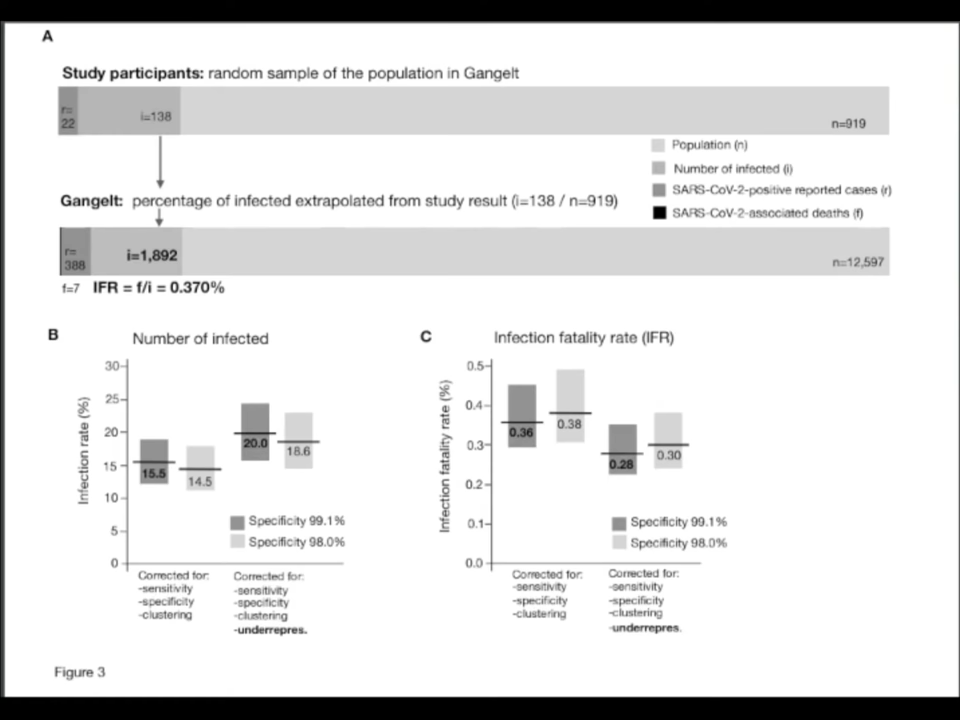 A
Study participants: random sample of the population in Gangelt
r=
22
i=138
n=919
Population (n)
Number of infected (i)
SARS-CoV-2-positive reported cases (r)
SARS-CoV-2-associated deaths (f)
Gangelt: percentage of infected extrapolated from study result (i=138 / n=919)
r=
388
i=1,892
n=12,597
f=7 IFR = f/i = 0.370%
B
Number of infected
Infection rate (%)
30
25
20
15
10
5
0
15.5
14.5
20.0
18.6
Specificity 99.1%
Specificity 98.0%
Corrected for:
-sensitivity
-specificity
-clustering
Corrected for:
-sensitivity
-specificity
-clustering
-underrepres.
C
Infection fatality rate (IFR)
Infection fatality rate (%)
0.5
0.4
0.3
0.2
0.1
0.0
0.36
0.38
0.28
0.30
Specificity 99.1%
Specificity 98.0%
Corrected for:
-sensitivity
-specificity
-clustering
Corrected for:
-sensitivity
-specificity
-clustering
-underrepres.
Figure 3